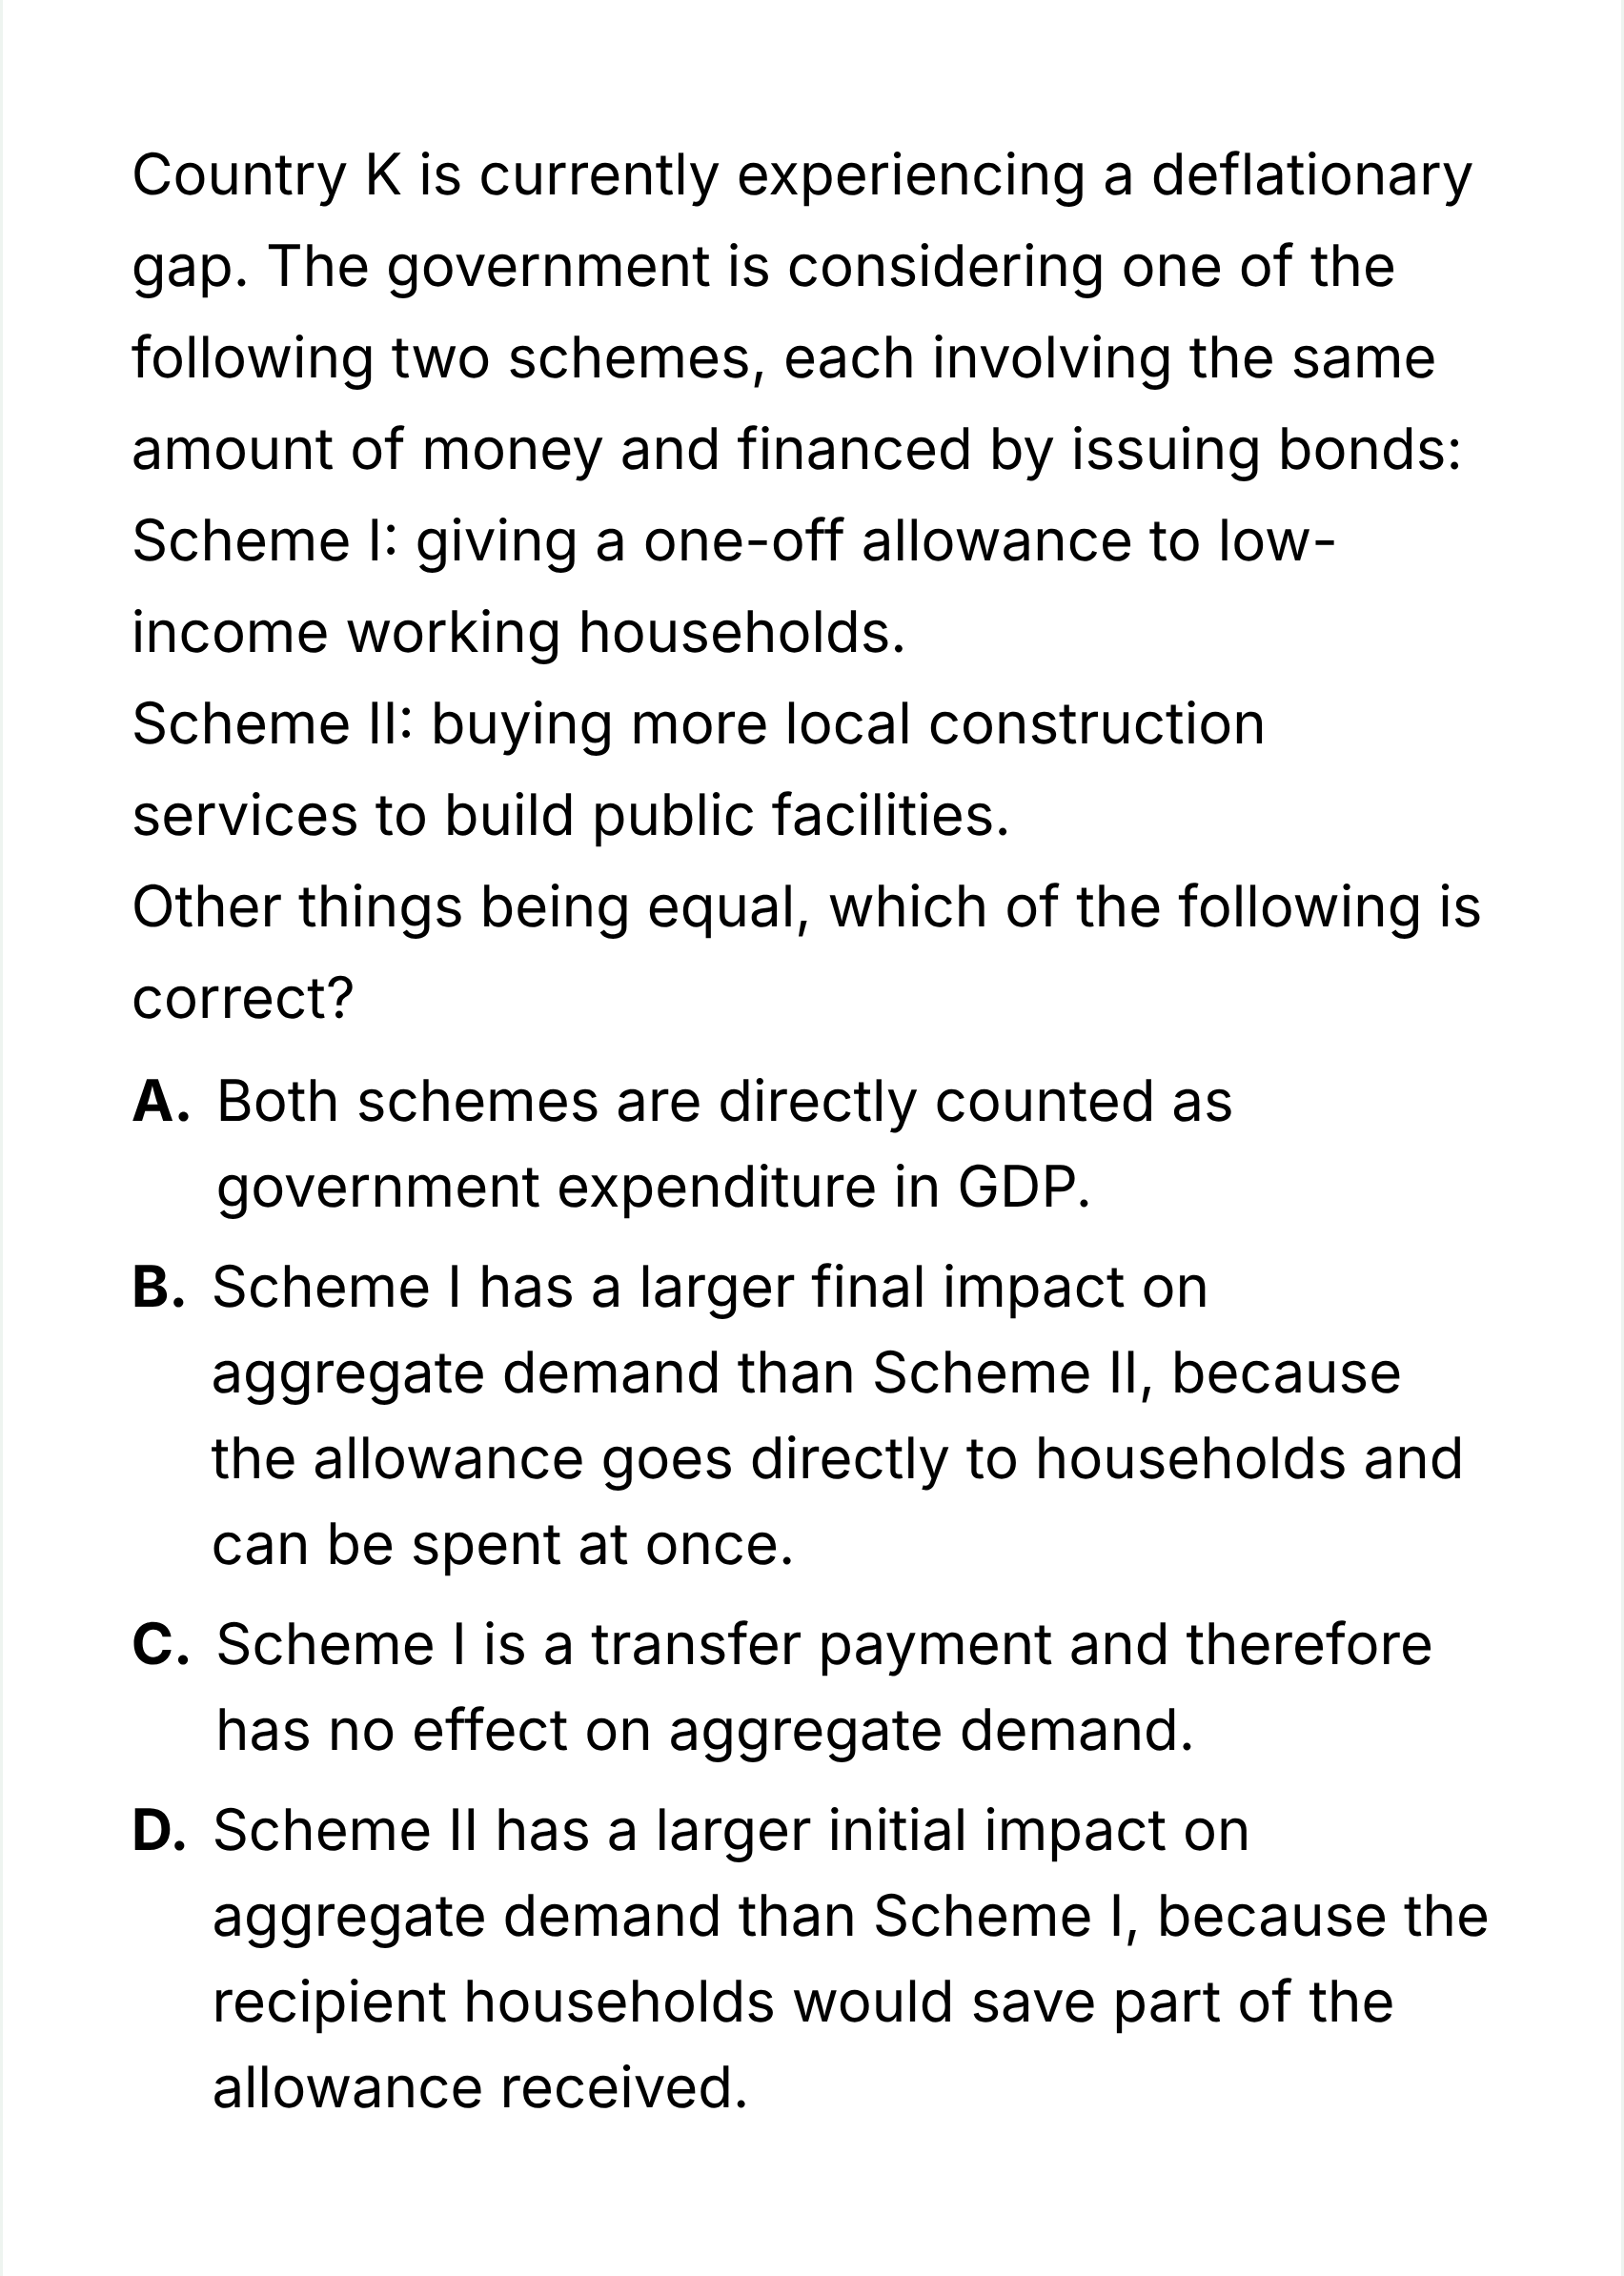 Country K is currently experiencing a deflationary
gap. The government is considering one of the
following two schemes, each involving the same
amount of money and financed by issuing bonds:
Scheme I: giving a one-off allowance to low-
income working households.
Scheme II: buying more local construction
services to build public facilities.
Other things being equal, which of the following is
correct?
A. Both schemes are directly counted as
government expenditure in GDP.
B. Scheme I has a larger final impact on
aggregate demand than Scheme II, because
the allowance goes directly to households and
can be spent at once.
C. Scheme I is a transfer payment and therefore
has no effect on aggregate demand.
D. Scheme II has a larger initial impact on
aggregate demand than Scheme I, because the
recipient households would save part of the
allowance received.